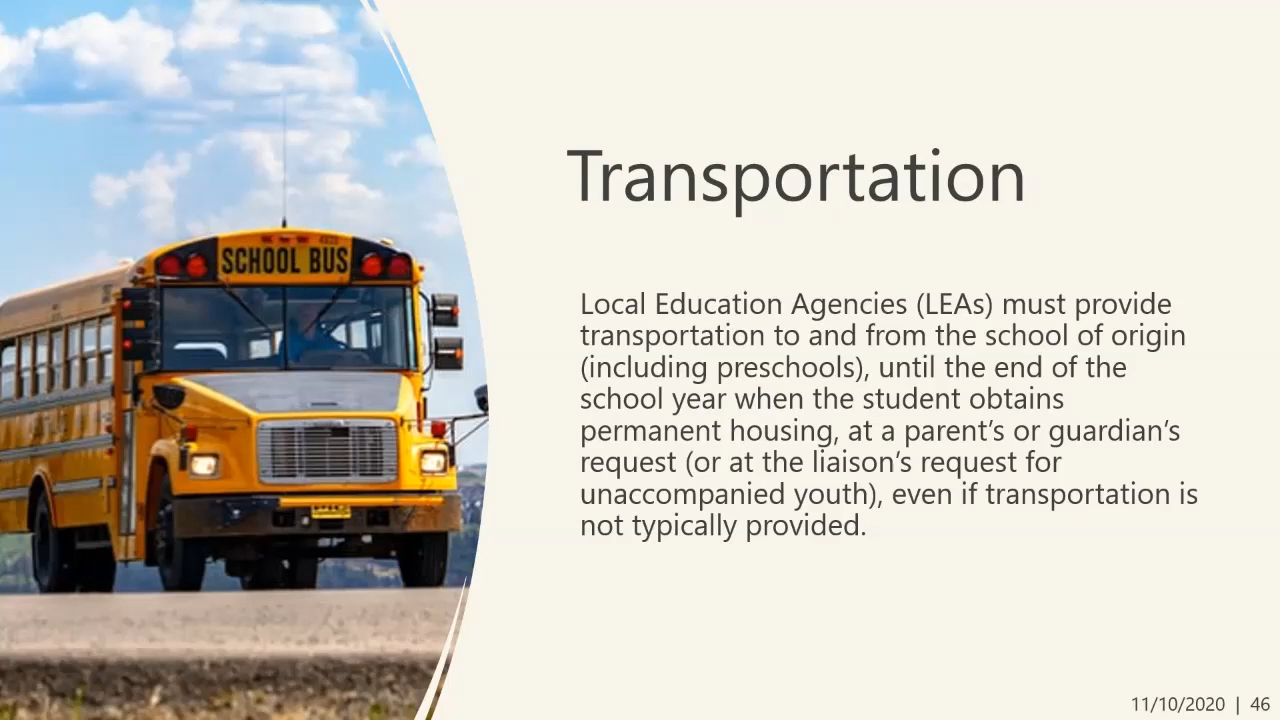 SCHOOL BUS
Transportation
Local Education Agencies (LEAs) must provide
transportation to and from the school of origin
(including preschools), until the end of the
school year when the student obtains
permanent housing, at a parent’s or guardian’s
request (or at the liaison’s request for
unaccompanied youth), even if transportation is
not typically provided.
11/10/2020 | 46